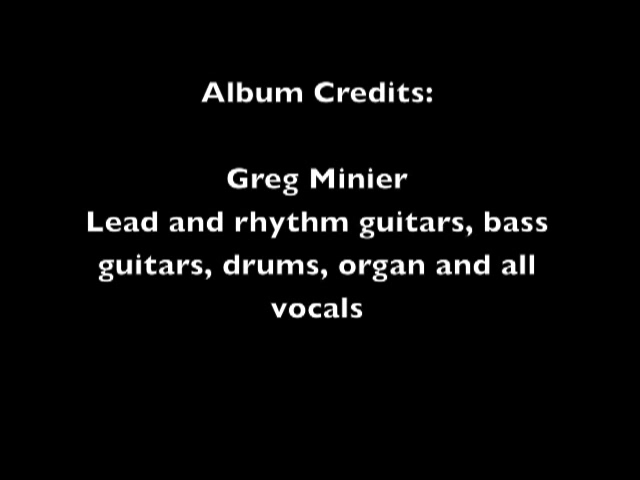 Album Credits:
Greg Minier
Lead and rhythm guitars, bass
guitars, drums, organ and all
vocals